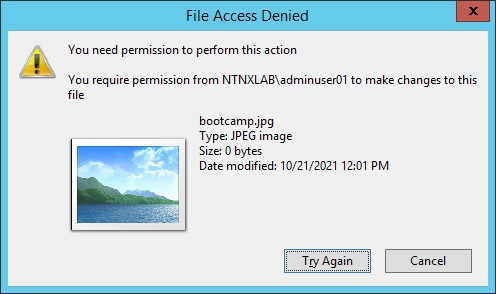 File Access Denied
x
You need permission to perform this action
You require permission from NTNXLAB\adminuser01 to make changes to this
file
bootcamp.jpg
Type: JPEG image
Size: 0 bytes
Date modified: 10/21/2021 12:01 PM
Try Again
Cancel